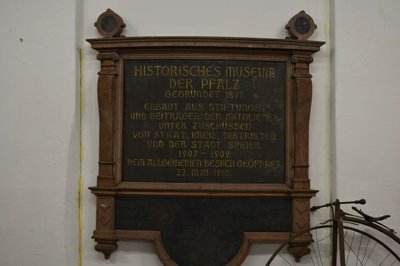 HISTORISCHES MUSEUM
DER PFALZ
GEGRÜNDET 1897.
ERBAUT AUS STIFTUNGEN
UND BEITRÄGEN DER MITGLIEDER,
UNTER ZUSCHÜSSEN
VON STAAT, KREIS, DISTRIKTEN
UND DER STADT SPEIER
1907 – 1909.
DEM ALLGEMEINEN BESUCH GEÖFFNET
22. MAI 1910.